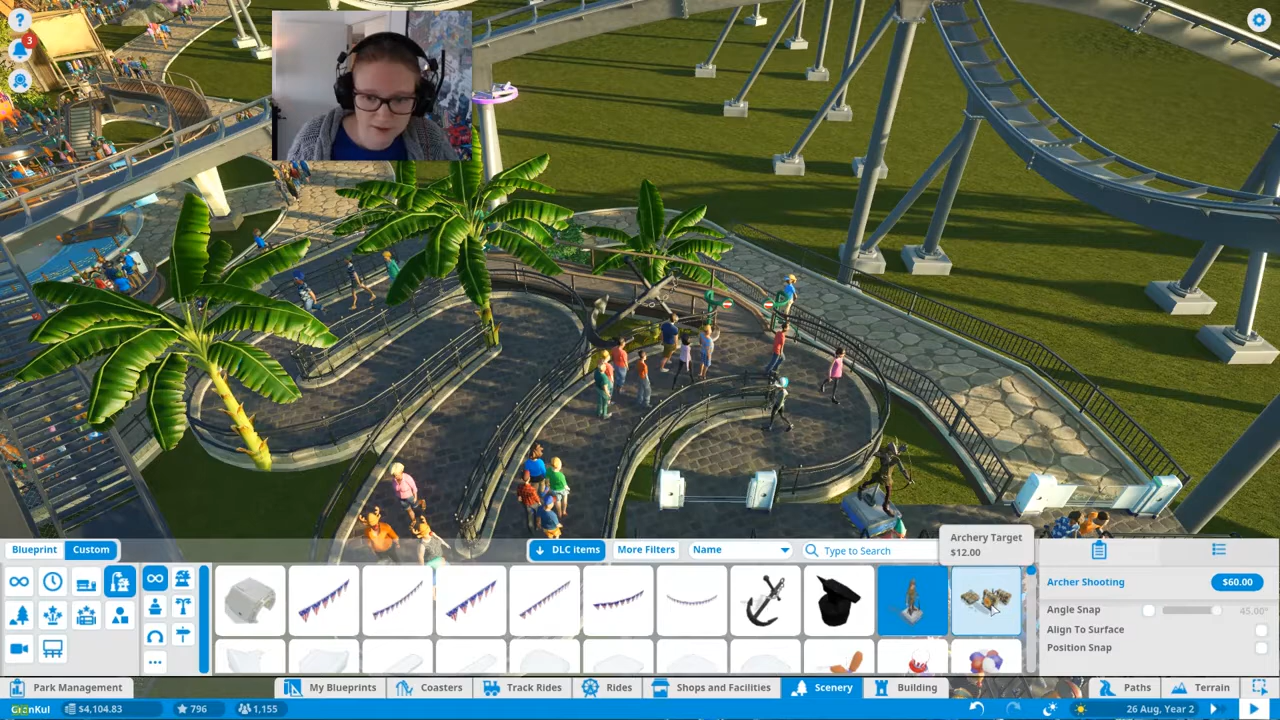 ?
3
Archery Target
$12.00
Blueprint
Custom
DLC items
More Filters
Name
Type to Search
Archer Shooting
$60.00
Angle Snap
45.00°
Align To Surface
Position Snap
Park Management
My Blueprints
Coasters
Track Rides
Rides
Shops and Facilities
Scenery
Building
Paths
Terrain
$4,104.83
796
1,155
26 Aug, Year 2